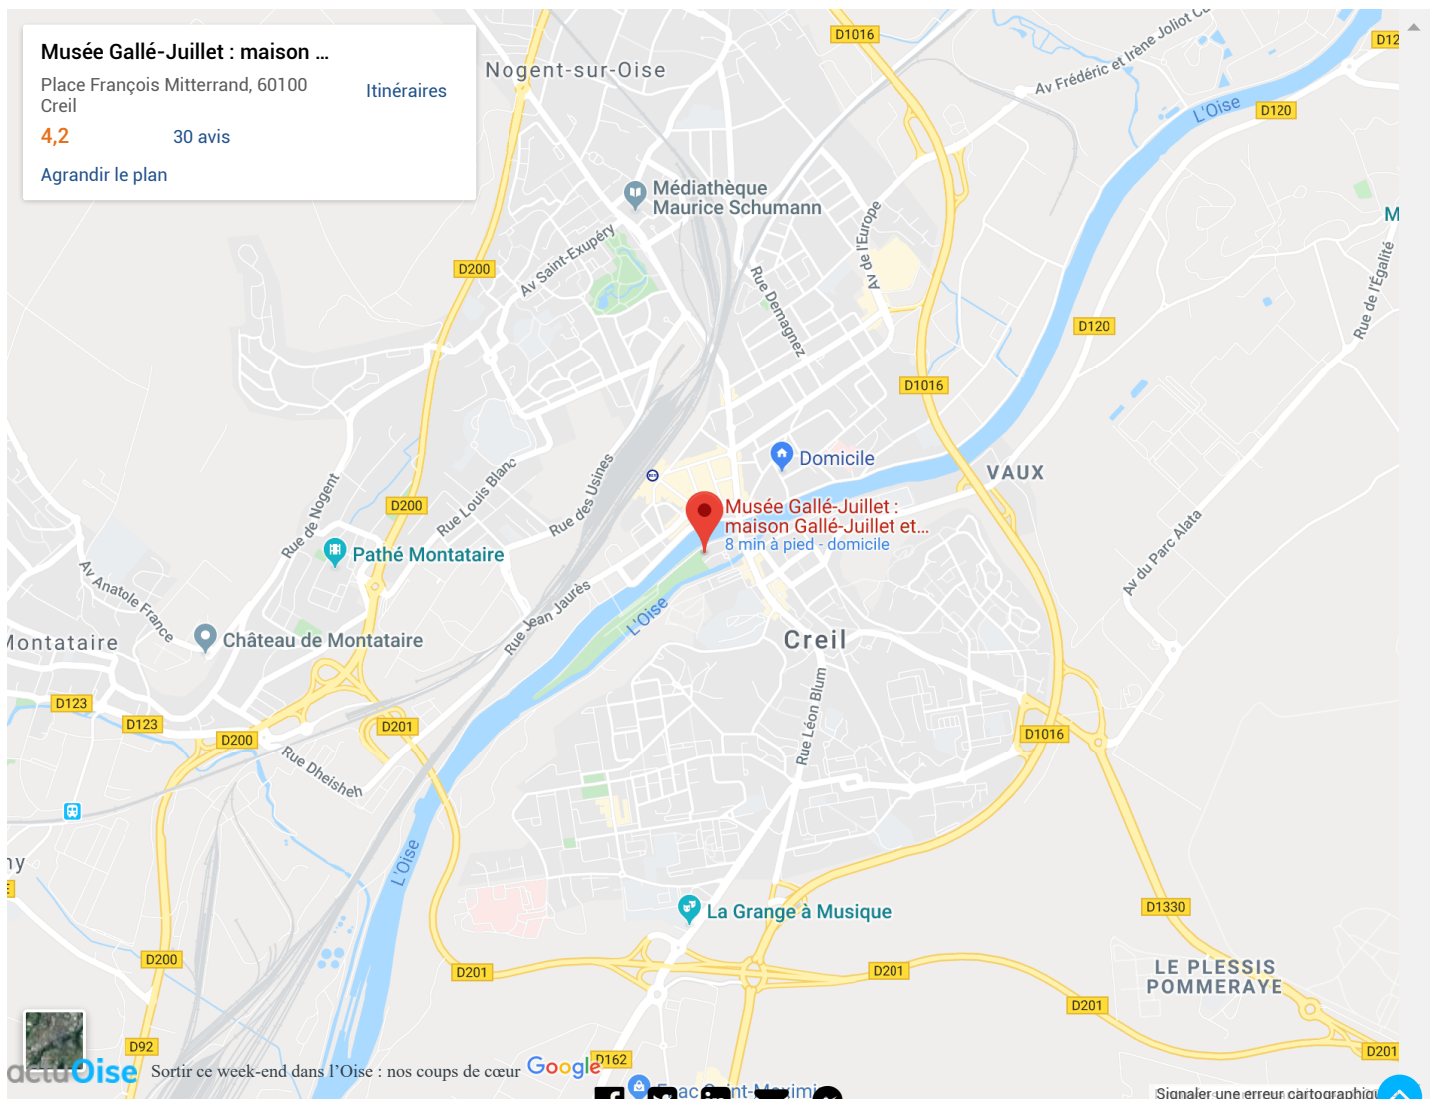 Musée Gallé-Juillet : maison ...
Place François Mitterrand, 60100
Creil
Itinéraires
4,2
30 avis
Agrandir le plan
D1016
Av Frédéric et Irène Joliot
Nogent-sur-Oise
L'Oise
D120
Médiathèque
Maurice Schumann
Av de l'Europe
Av Saint-Exupéry
D200
Rue Demagnez
Rue de l'Égalité
D120
D1016
Domicile
VAUX
Rue Louis Blanc
Rue des Usines
Rue de Nogent
D200
Musée Gallé-Juillet :
maison Gallé-Juillet et...
8 min à pied - domicile
Pathé Montataire
Av du Parc Alata
Av Anatole France
Rue Jean Jaurès
L'Oise
Château de Montataire
Creil
Montataire
D123
D123
D201
D200
Rue Léon Blum
D1016
Rue Dheisheh
L'Oise
La Grange à Musique
D1330
D200
D201
D201
LE PLESSIS
POMMERAYE
D201
D92
D201
actuOise
Sortir ce week-end dans l'Oise : nos coups de cœur
Google
D162
Signaler une erreur cartographiq